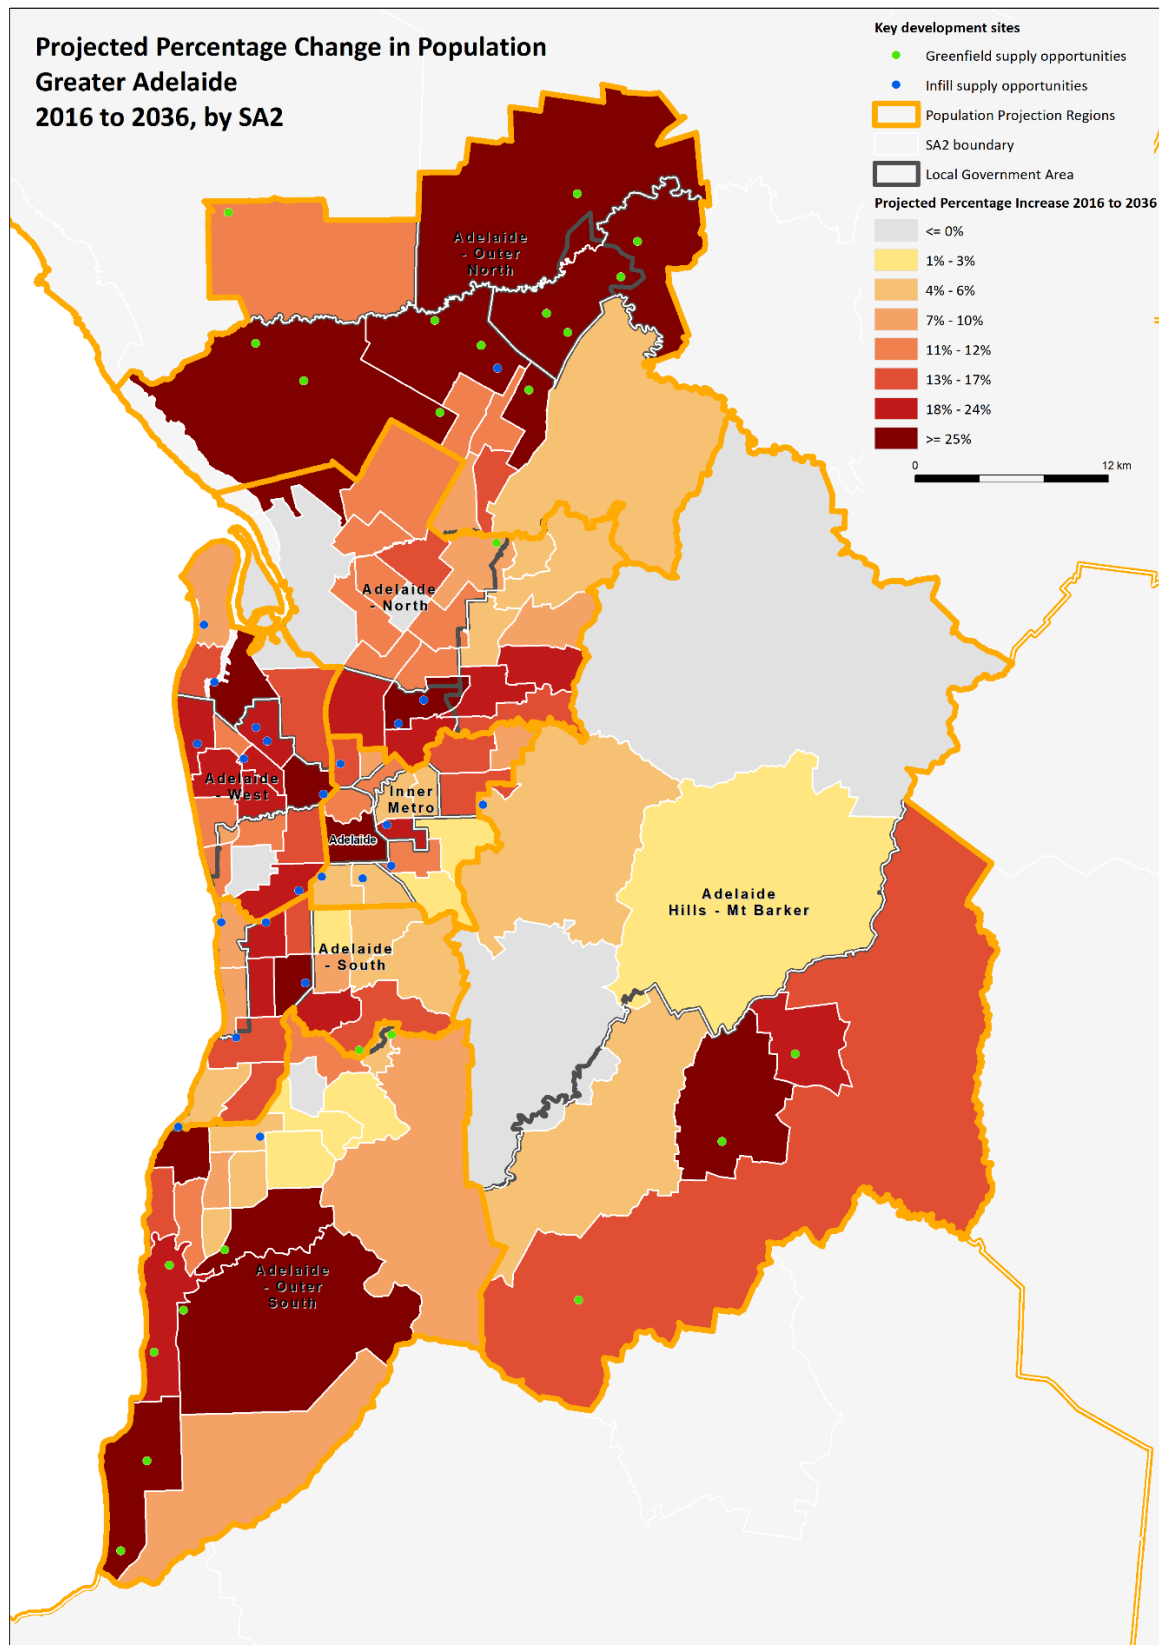 Projected Percentage Change in Population
Greater Adelaide
2016 to 2036, by SA2
Key development sites
Greenfield supply opportunities
Infill supply opportunities
Population Projection Regions
SA2 boundary
Local Government Area
Projected Percentage Increase 2016 to 2036
<= 0%
1% - 3%
4% - 6%
7% - 10%
11% - 12%
13% - 17%
18% - 24%
>= 25%
0 12 km
Adelaide
- Outer
North
Adelaide
- North
Adelaide
- West
Inner
Metro
Adelaide
Adelaide
Hills - Mt Barker
Adelaide
- South
Adelaide
- Outer
South